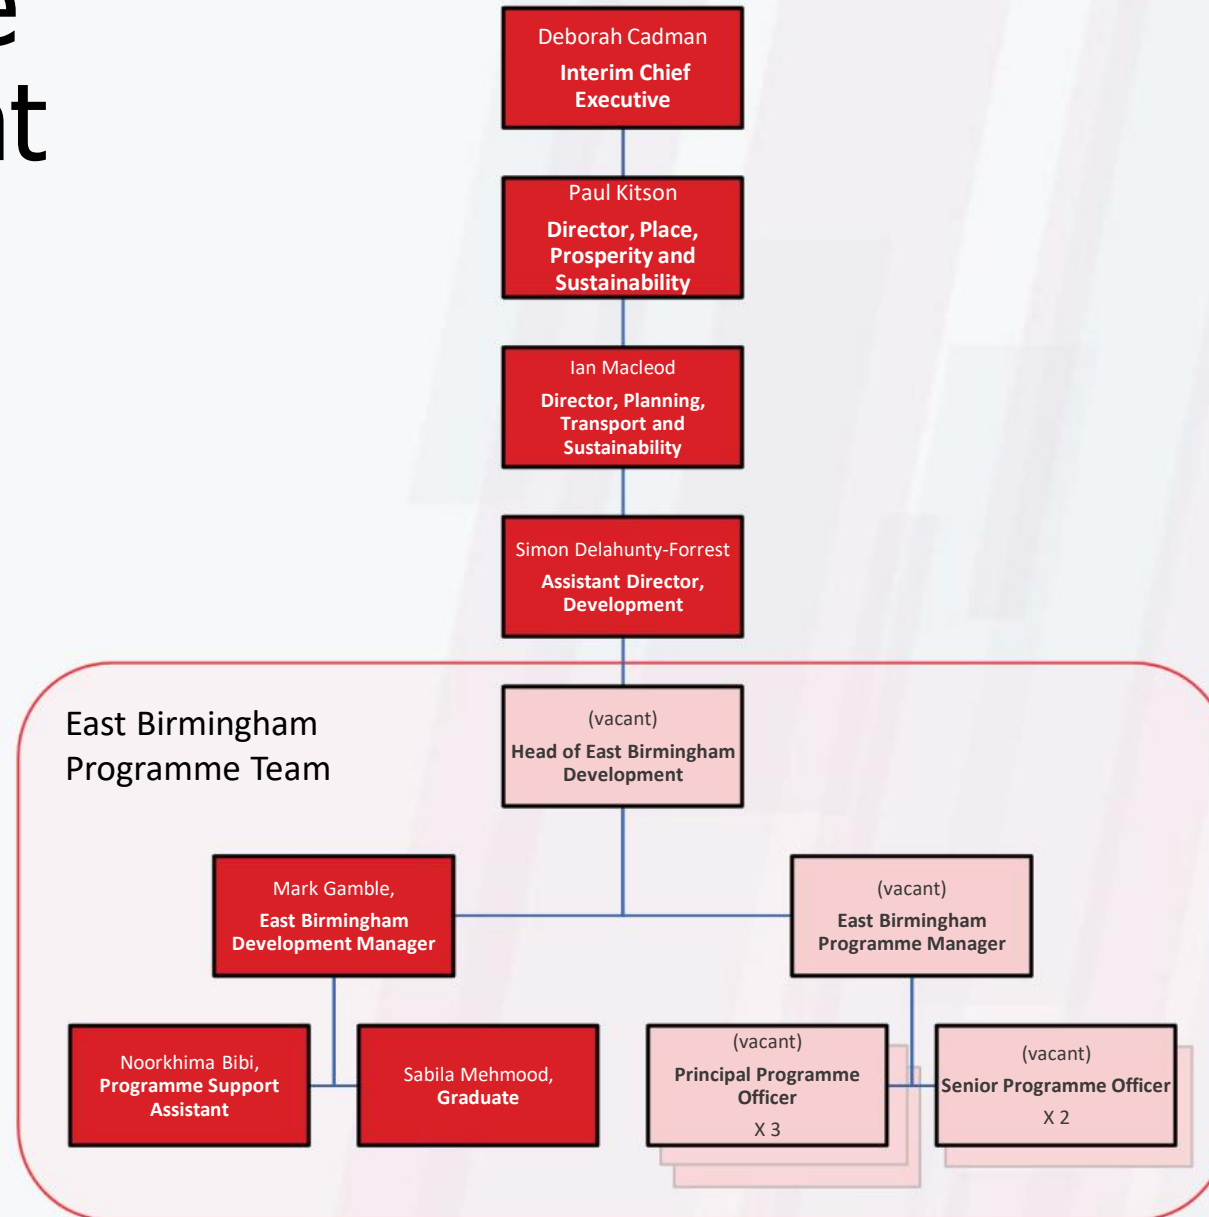 e
nt
Deborah Cadman
Interim Chief
Executive
Paul Kitson
Director, Place,
Prosperity and
Sustainability
Ian Macleod
Director, Planning,
Transport and
Sustainability
Simon Delahunty-Forrest
Assistant Director,
Development
East Birmingham
Programme Team
(vacant)
Head of East Birmingham
Development
Mark Gamble,
East Birmingham
Development Manager
(vacant)
East Birmingham
Programme Manager
Noorkhima Bibi,
Programme Support
Assistant
Sabila Mehmood,
Graduate
(vacant)
Principal Programme
Officer
X 3
(vacant)
Senior Programme Officer
X 2